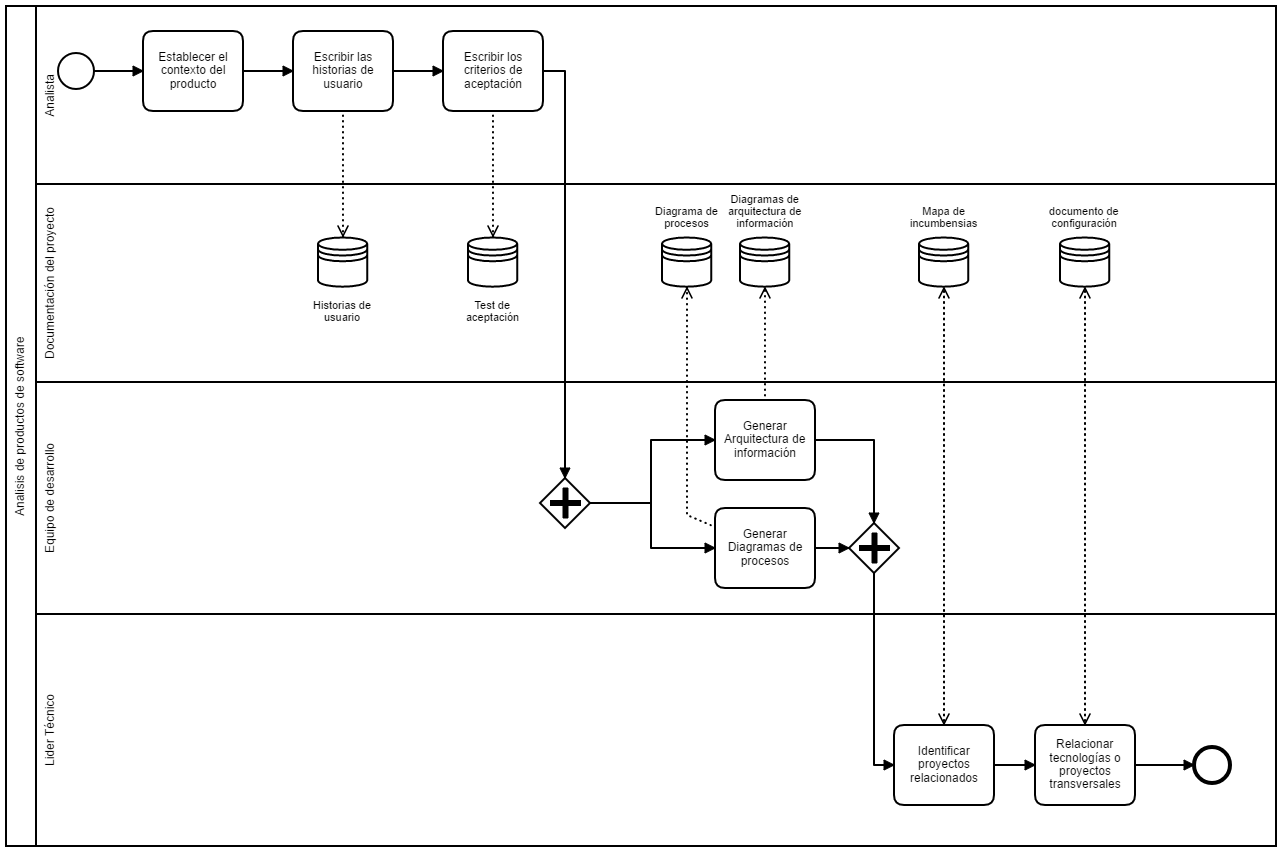 Analisis de productos de software
Analista
Establecer el
contexto del
producto
Escribir las
historias de
usuario
Escribir los
criterios de
aceptación
Documentación del proyecto
Historias de
usuario
Test de
aceptación
Diagrama de
procesos
Diagramas de
arquitectura de
información
Mapa de
incumbensias
documento de
configuración
Equipo de desarrollo
Generar
Arquitectura de
información
Generar
Diagramas de
procesos
Lider Técnico
Identificar
proyectos
relacionados
Relacionar
tecnologías o
proyectos
transversales